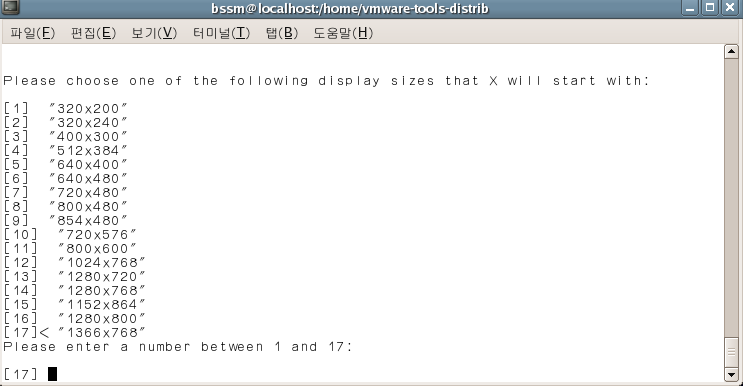 bssm@localhost:/home/vmware-tools-distrib
파일(F) 편집(E) 보기(V) 터미널(T) 탭(B) 도움말(H)
Please choose one of the following display sizes that X will start with:
[1]  "320x200"
[2]  "320x240"
[3]  "400x300"
[4]  "512x384"
[5]  "640x400"
[6]  "640x480"
[7]  "720x480"
[8]  "800x480"
[9]  "854x480"
[10]  "720x576"
[11]  "800x600"
[12]  "1024x768"
[13]  "1280x720"
[14]  "1280x768"
[15]  "1152x864"
[16]  "1280x800"
[17]< "1366x768"
Please enter a number between 1 and 17:
[17]